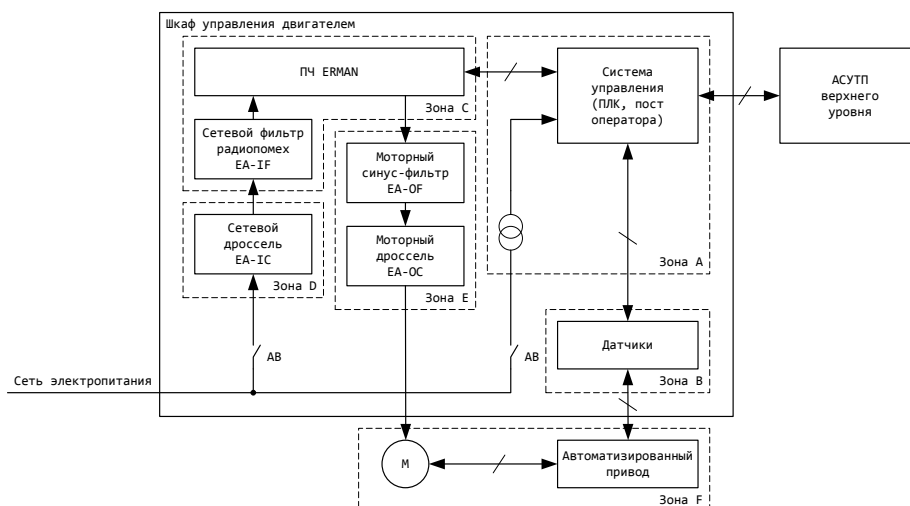 Шкаф управления двигателем
ПЧ ERMAN
Зона C
Сетевой фильтр
радиопомех
EA-IF
Моторный
синус-фильтр
EA-OF
Система
управления
(ПЛК, пост
оператора)
АСУТП
верхнего
уровня
Сетевой
дроссель
EA-IC
Зона D
Моторный
дроссель
EA-OC
Зона E
Зона A
АВ
АВ
Датчики
Зона B
Сеть электропитания
М
Автоматизированный
привод
Зона F